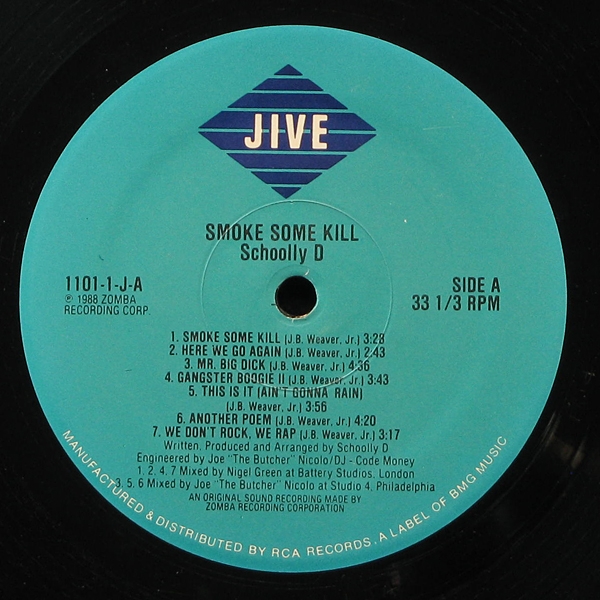 JIVE
SMOKE SOME KILL
Schoolly D
1101-1-J-A
℗ 1988 ZOMBA
RECORDING CORP.
SIDE A
33 1/3 RPM
1. SMOKE SOME KILL (J.B. Weaver, Jr.) 3:28
2. HERE WE GO AGAIN (J.B. Weaver, Jr.) 2:43
3. MR. BIG DICK (J.B. Weaver, Jr.) 4:36
4. GANGSTER BOOGIE II (J.B. Weaver, Jr.) 3:43
5. THIS IS IT (AIN'T GONNA RAIN)
(J.B. Weaver, Jr.) 3:56
6. ANOTHER POEM (J.B. Weaver, Jr.) 4:20
7. WE DON'T ROCK, WE RAP (J.B. Weaver, Jr.) 3:17
Written, Produced and Arranged by Schoolly D
Engineered by Joe "The Butcher" Nicolo/DJ - Code Money
1, 2, 4, 7 Mixed by Nigel Green at Battery Studios, London
3, 5, 6 Mixed by Joe "The Butcher" Nicolo at Studio 4, Philadelphia
AN ORIGINAL SOUND RECORDING MADE BY
ZOMBA RECORDING CORPORATION
MANUFACTURED & DISTRIBUTED BY RCA RECORDS, A LABEL OF BMG MUSIC